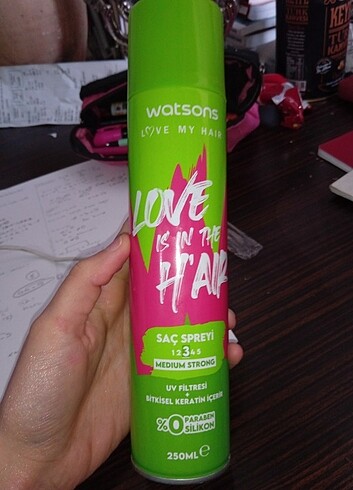 watsons
LOVE MY HAIR
LOVE
IS IN THE
H'AIR
SAÇ SPREYİ
12345
MEDIUM STRONG
UV FİLTRESİ
+
BİTKİSEL KERATİN İÇERİR
%0 PARABEN
SİLİKON
250ML e
KEY